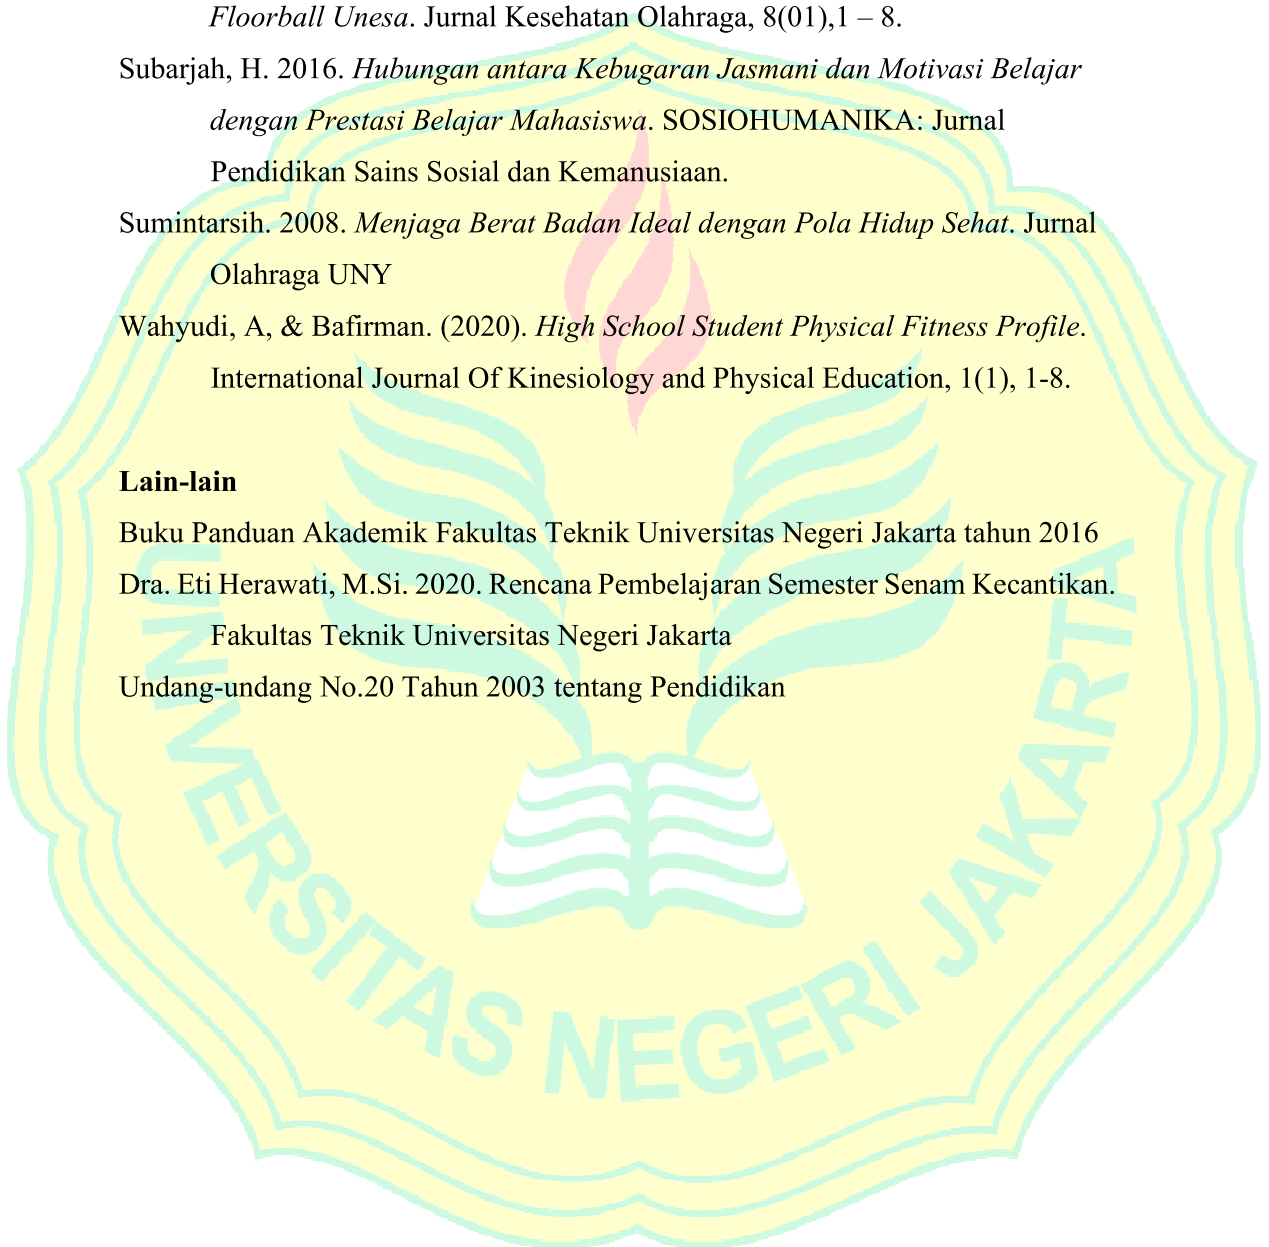 Floorball Unesa. Jurnal Kesehatan Olahraga, 8(01),1 – 8.
Subarjah, H. 2016. Hubungan antara Kebugaran Jasmani dan Motivasi Belajar
dengan Prestasi Belajar Mahasiswa. SOSIOHUMANIKA: Jurnal
Pendidikan Sains Sosial dan Kemanusiaan.
Sumintarsih. 2008. Menjaga Berat Badan Ideal dengan Pola Hidup Sehat. Jurnal
Olahraga UNY
Wahyudi, A, & Bafirman. (2020). High School Student Physical Fitness Profile.
International Journal Of Kinesiology and Physical Education, 1(1), 1-8.
Lain-lain
Buku Panduan Akademik Fakultas Teknik Universitas Negeri Jakarta tahun 2016
Dra. Eti Herawati, M.Si. 2020. Rencana Pembelajaran Semester Senam Kecantikan.
Fakultas Teknik Universitas Negeri Jakarta
Undang-undang No.20 Tahun 2003 tentang Pendidikan
UNIVERSITAS NEGERI JAKARTA